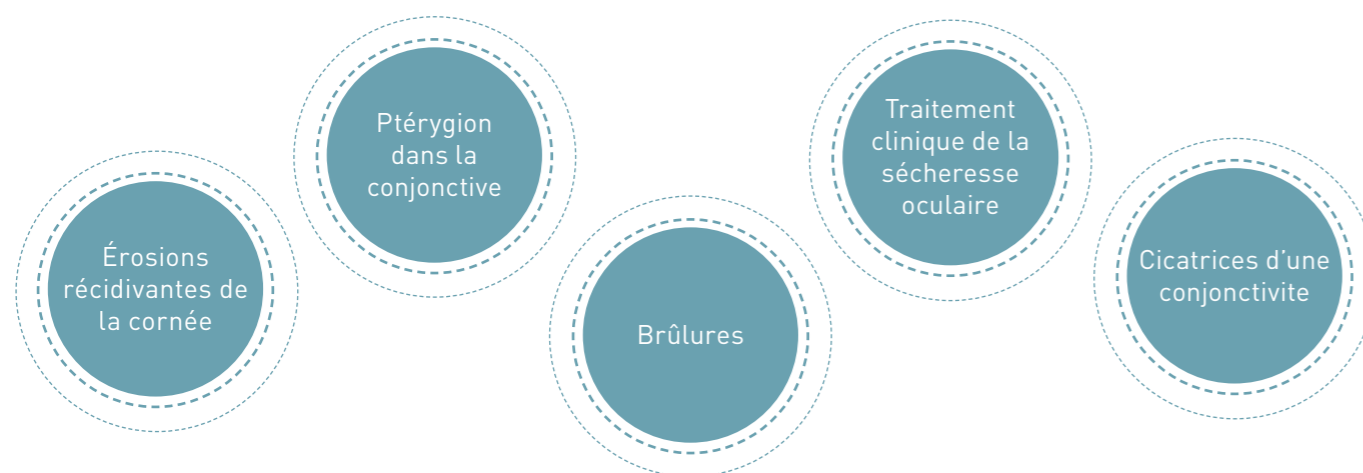 Érosions
récidivantes de
la cornée
Ptérygion
dans la
conjonctive
Brûlures
Traitement
clinique de la
sécheresse
oculaire
Cicatrices d’une
conjonctivite